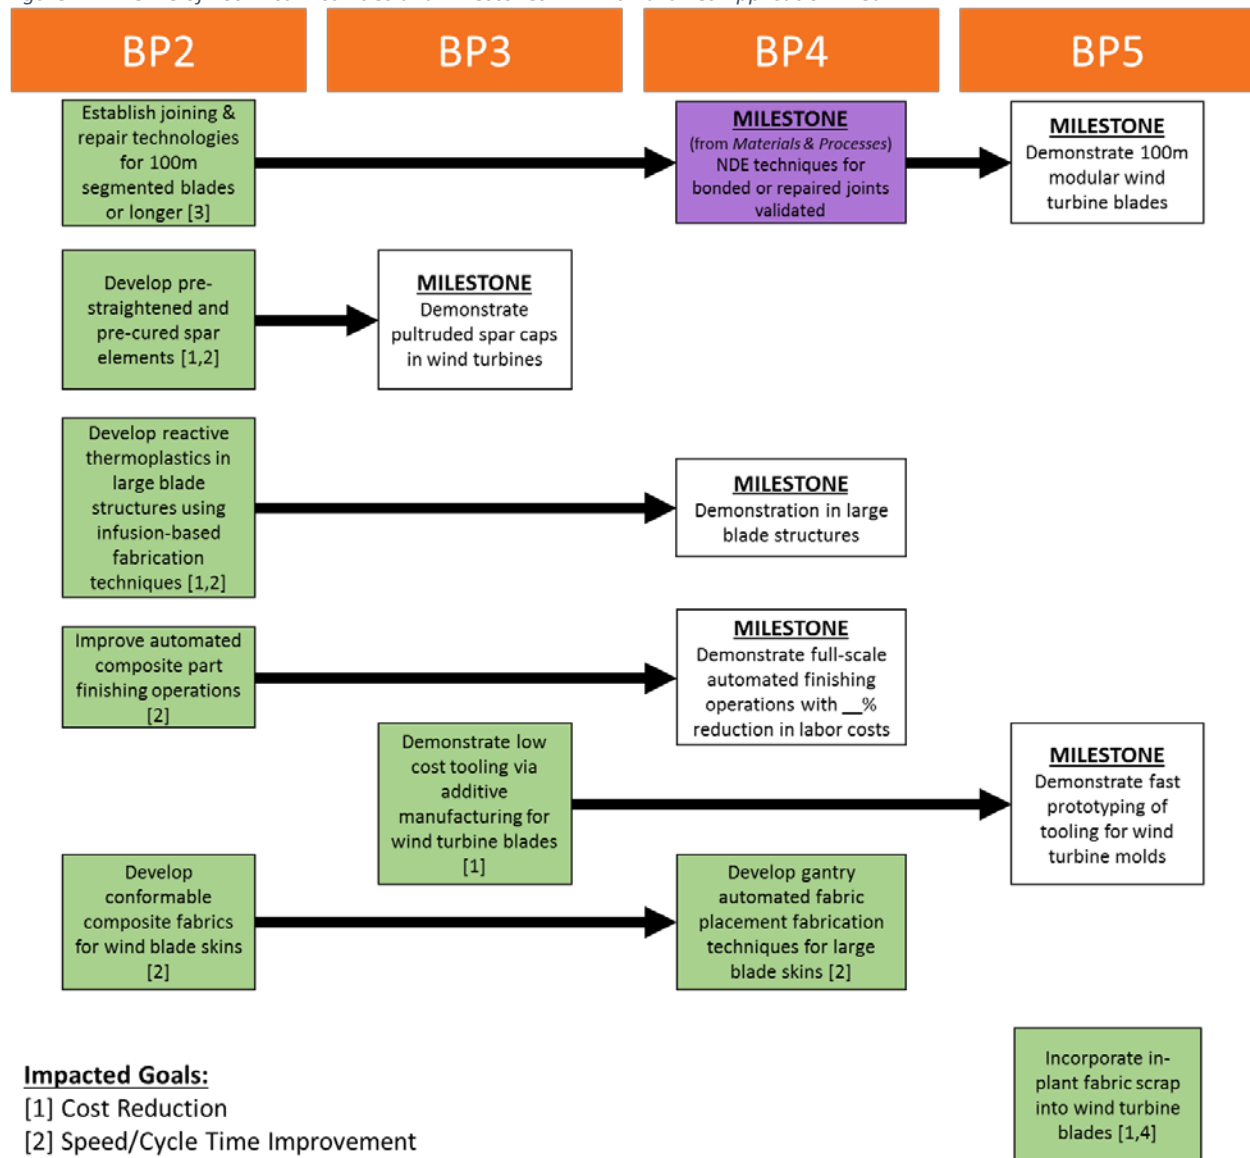 BP2
BP3
BP4
BP5
Establish joining &
repair technologies
for 100m
segmented blades
or longer [3]
MILESTONE
(from Materials & Processes)
NDE techniques for
bonded or repaired joints
validated
MILESTONE
Demonstrate 100m
modular wind
turbine blades
Develop pre-
straightened and
pre-cured spar
elements [1,2]
MILESTONE
Demonstrate
pultruded spar caps
in wind turbines
Develop reactive
thermoplastics in
large blade
structures using
infusion-based
fabrication
techniques [1,2]
MILESTONE
Demonstration in large
blade structures
Improve automated
composite part
finishing operations
[2]
MILESTONE
Demonstrate full-scale
automated finishing
operations with __%
reduction in labor costs
Demonstrate low
cost tooling via
additive
manufacturing for
wind turbine blades
[1]
MILESTONE
Demonstrate fast
prototyping of
tooling for wind
turbine molds
Develop
conformable
composite fabrics
for wind blade skins
[2]
Develop gantry
automated fabric
placement fabrication
techniques for large
blade skins [2]
Incorporate in-
plant fabric scrap
into wind turbine
blades [1,4]
Impacted Goals:
[1] Cost Reduction
[2] Speed/Cycle Time Improvement